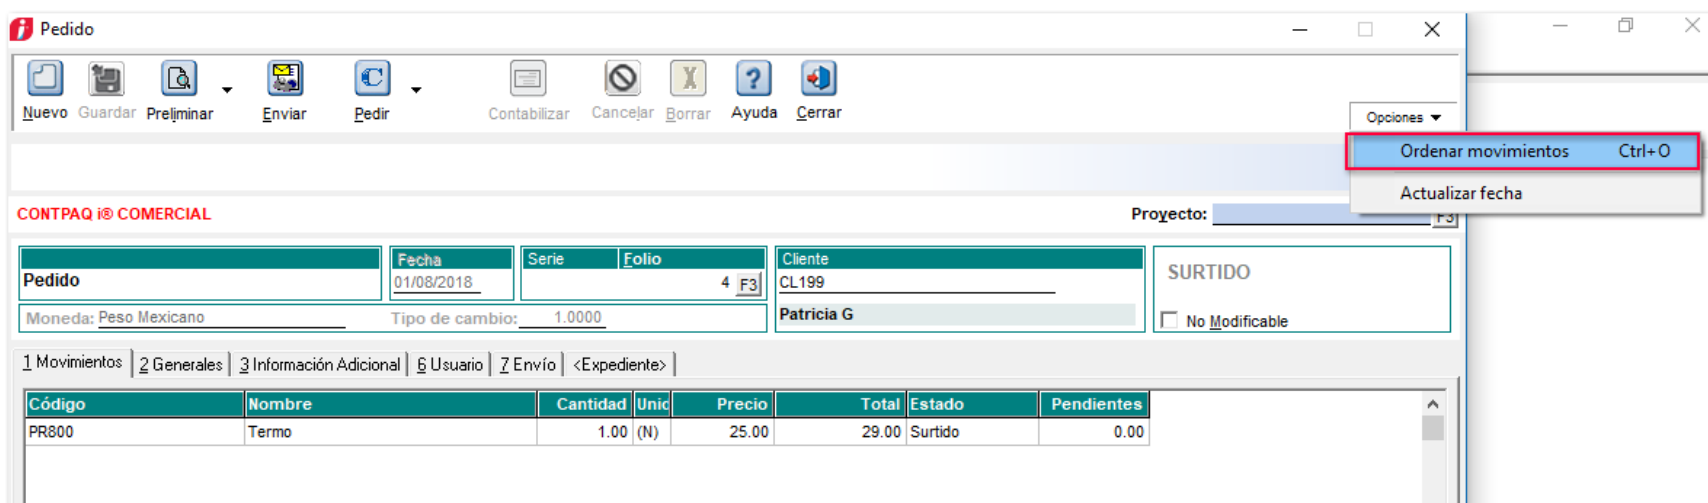 Pedido
Nuevo Guardar Preliminar Enviar Pedir Contabilizar Cancelar Borrar Ayuda Cerrar
Opciones
Ordenar movimientos Ctrl+O
Actualizar fecha
CONTPAQ i® COMERCIAL Proyecto: F3
Fecha Serie Folio Cliente
Pedido 01/08/2018 4 F3 CL199 SURTIDO
Moneda: Peso Mexicano Tipo de cambio: 1.0000 Patricia G No Modificable
1 Movimientos 2 Generales 3 Información Adicional 6 Usuario 7 Envío <Expediente>
Código Nombre Cantidad Unid Precio Total Estado Pendientes
PR800 Termo 1.00 (N) 25.00 29.00 Surtido 0.00